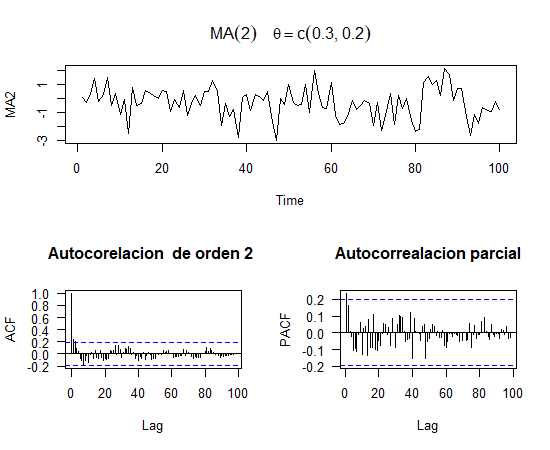 MA(2) θ = c(0.3, 0.2)
MA2
1
-1
-3
0 20 40 60 80 100
Time
Autocorelacion de orden 2
ACF
1.0
0.8
0.6
0.4
0.2
0.0
-0.2
0 20 40 60 80 100
Lag
Autocorrealacion parcial
PACF
0.2
0.1
0.0
-0.1
-0.2
0 20 40 60 80 100
Lag